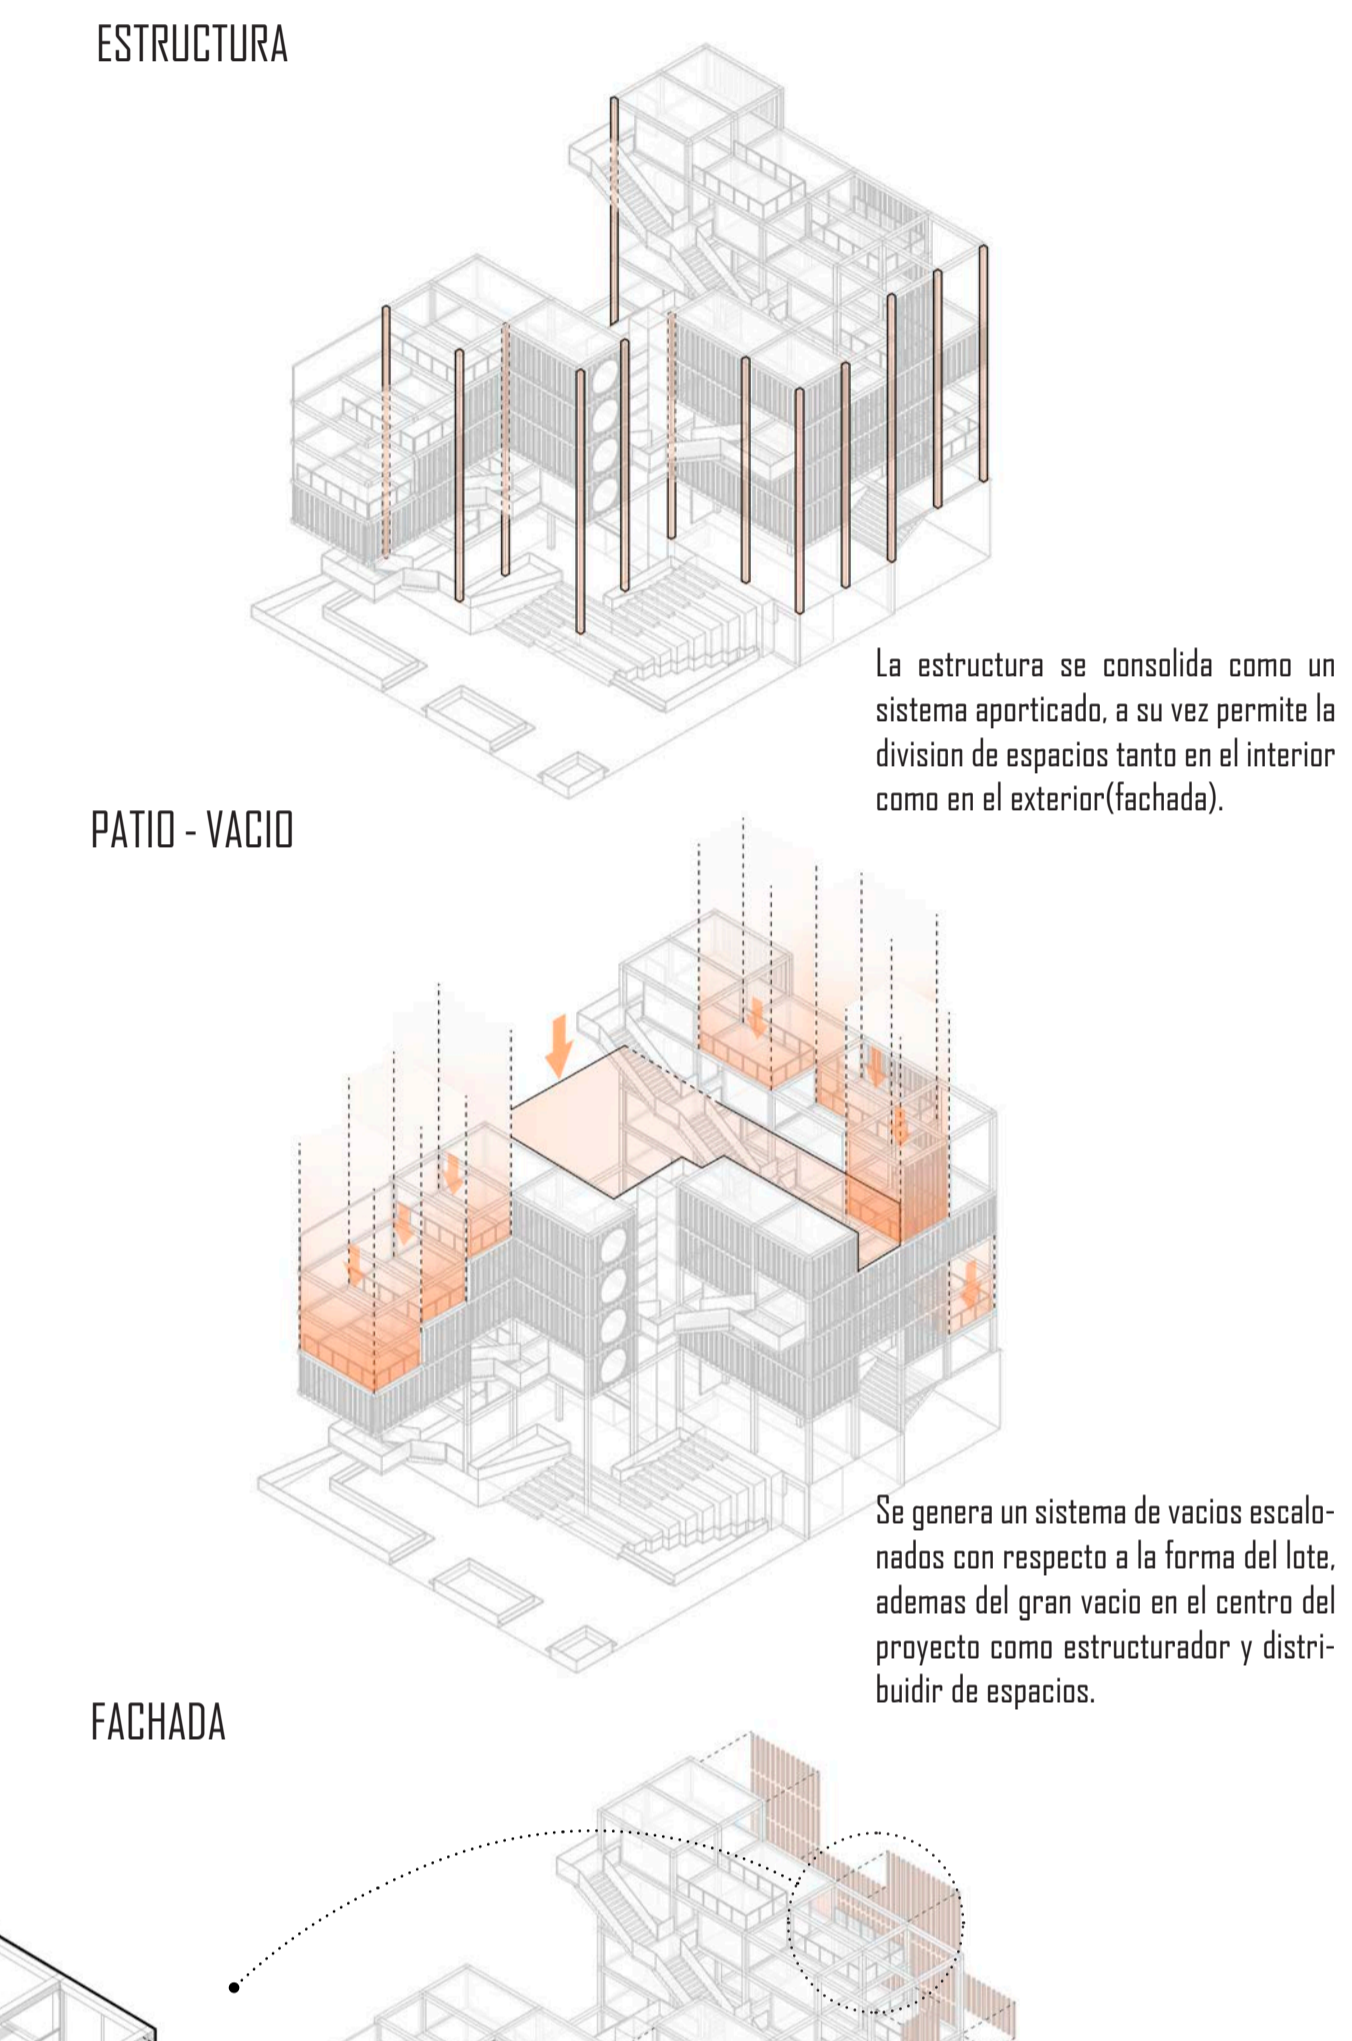 ESTRUCTURA
La estructura se consolida como un
sistema aporticado, a su vez permite la
division de espacios tanto en el interior
como en el exterior(fachada).
PATIO - VACIO
Se genera un sistema de vacios escalo-
nados con respecto a la forma del lote,
ademas del gran vacio en el centro del
proyecto como estructurador y distri-
buidir de espacios.
FACHADA